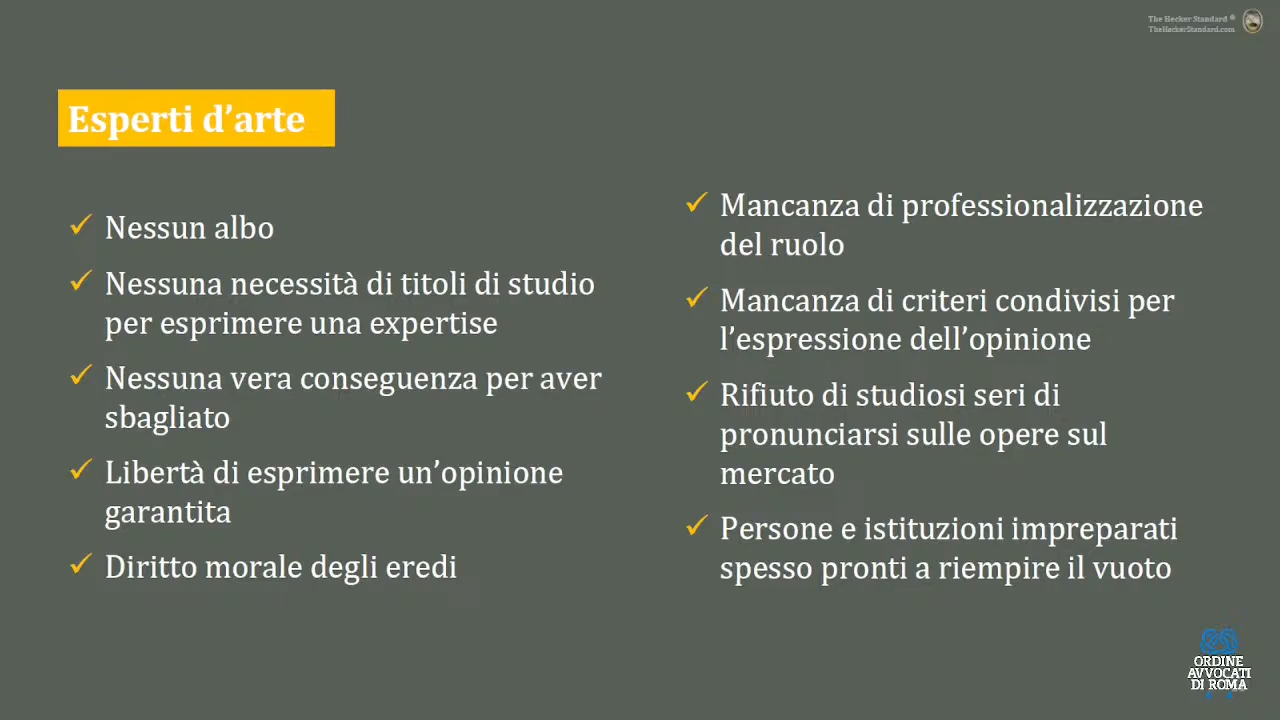 The Hecker Standard ®
TheHeckerStandard.com
Esperti d’arte
Nessun albo
Nessuna necessità di titoli di studio
per esprimere una expertise
Nessuna vera conseguenza per aver
sbagliato
Libertà di esprimere un’opinione
garantita
Diritto morale degli eredi
Mancanza di professionalizzazione
del ruolo
Mancanza di criteri condivisi per
l’espressione dell’opinione
Rifiuto di studiosi seri di
pronunciarsi sulle opere sul
mercato
Persone e istituzioni impreparati
spesso pronti a riempire il vuoto
ORDINE
AVVOCATI
DI ROMA